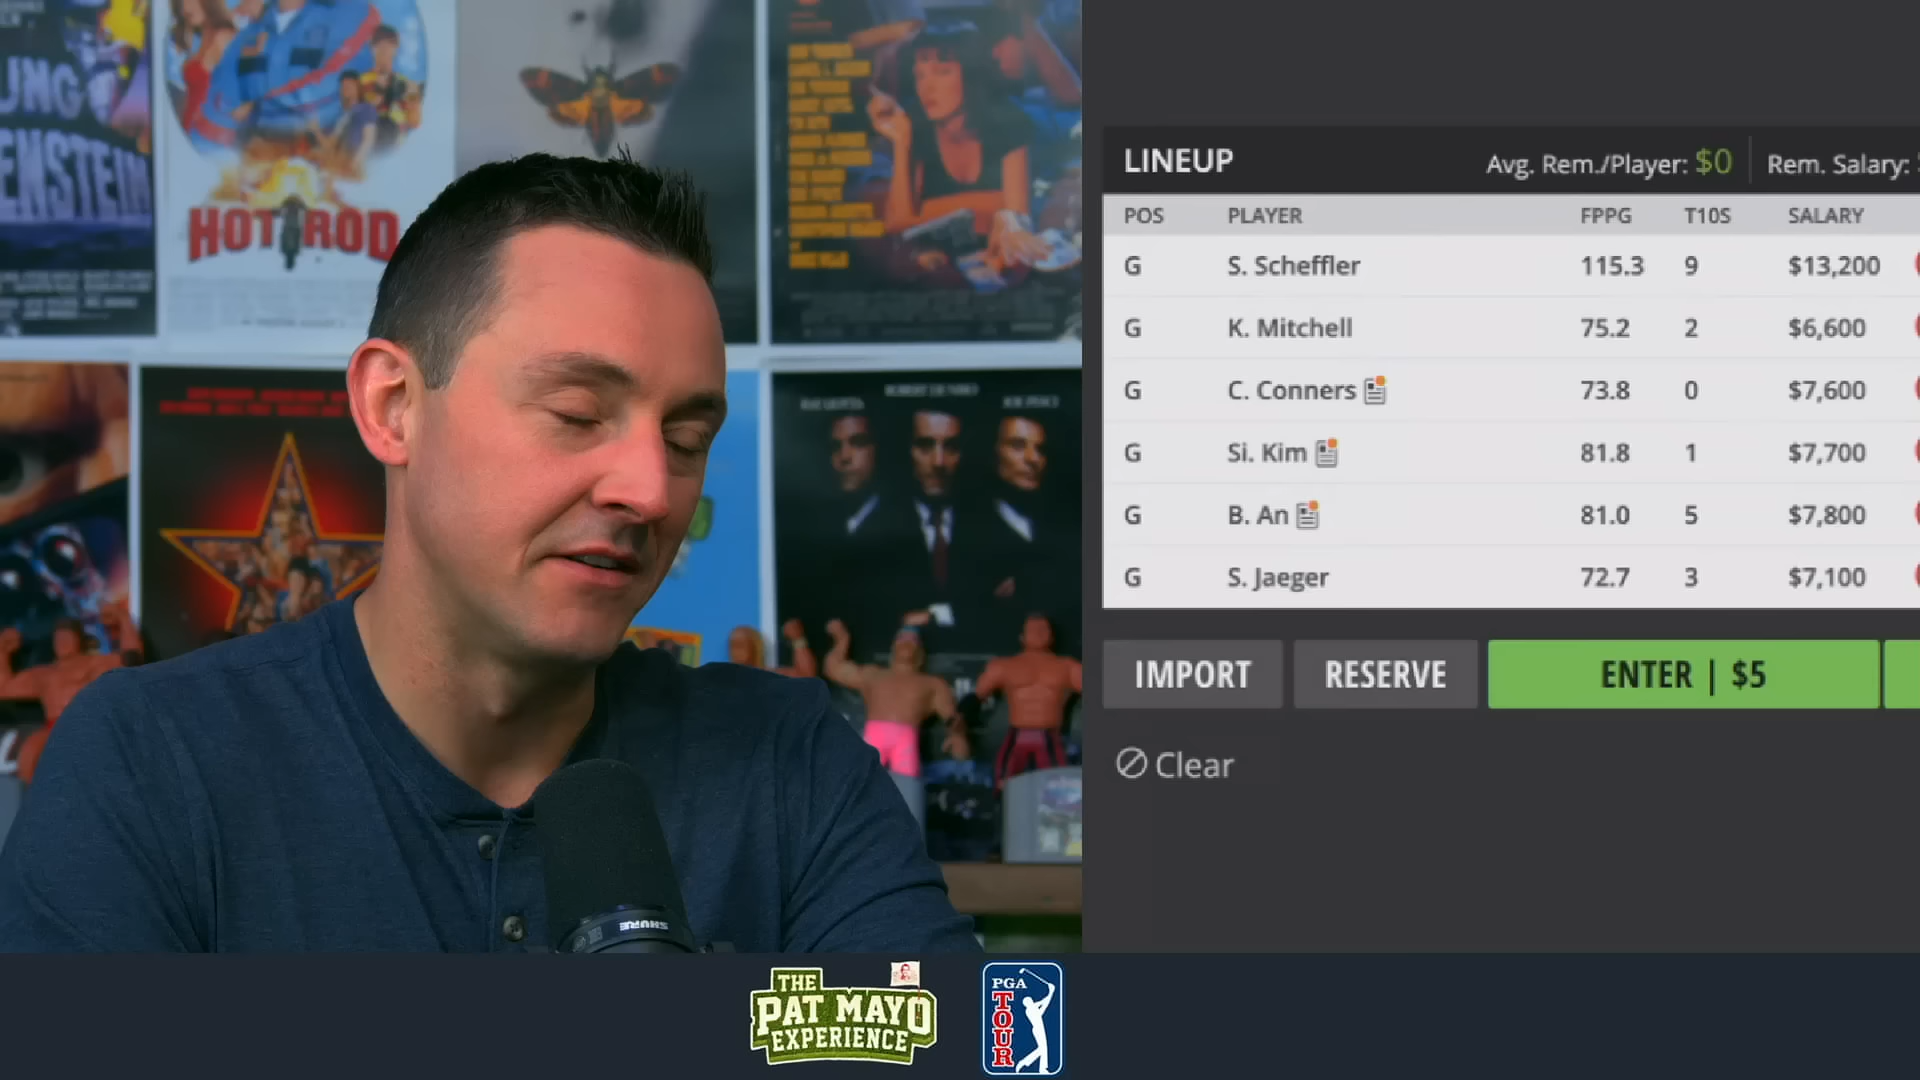 UNG
ENSTEIN
HOT ROD
LINEUP
Avg. Rem./Player: $0
Rem. Salary:
POS PLAYER FPPG T10S SALARY
G S. Scheffler 115.3 9 $13,200
G K. Mitchell 75.2 2 $6,600
G C. Conners 73.8 0 $7,600
G Si. Kim 81.8 1 $7,700
G B. An 81.0 5 $7,800
G S. Jaeger 72.7 3 $7,100
IMPORT
RESERVE
ENTER | $5
Clear
SHURE
THE
PAT MAYO
EXPERIENCE
PGA
TOUR